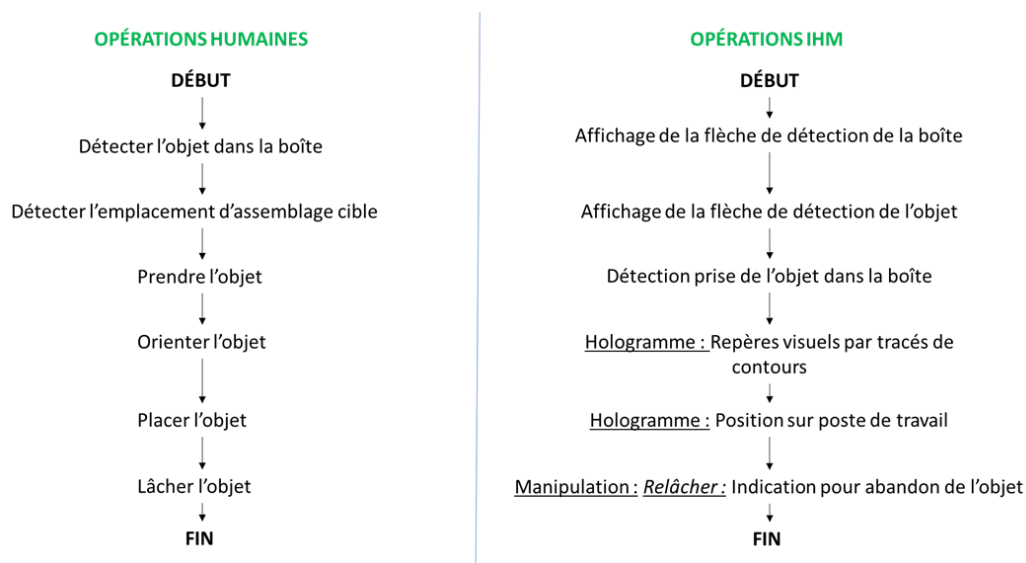 OPÉRATIONS HUMAINES
DÉBUT
Détecter l’objet dans la boîte
Détecter l’emplacement d’assemblage cible
Prendre l’objet
Orienter l’objet
Placer l’objet
Lâcher l’objet
FIN
OPÉRATIONS IHM
DÉBUT
Affichage de la flèche de détection de la boîte
Affichage de la flèche de détection de l’objet
Détection prise de l’objet dans la boîte
Hologramme : Repères visuels par tracés de
contours
Hologramme : Position sur poste de travail
Manipulation : Relâcher : Indication pour abandon de l’objet
FIN